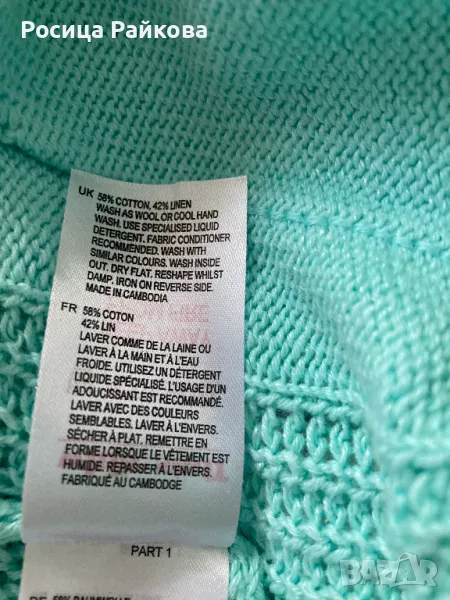 Росица Райкова
UK 58% COTTON, 42% LINEN
WASH AS WOOL OR COOL HAND
WASH. USE SPECIALISED LIQUID
DETERGENT. FABRIC CONDITIONER
RECOMMENDED. WASH WITH
SIMILAR COLOURS. WASH INSIDE
OUT. DRY FLAT. RESHAPE WHILST
DAMP. IRON ON REVERSE SIDE.
MADE IN CAMBODIA
FR 58% COTON
42% LIN
LAVER COMME DE LA LAINE OU
LAVER À LA MAIN ET À L'EAU
FROIDE. UTILISEZ UN DÉTERGENT
LIQUIDE SPÉCIALISÉ. L'USAGE D'UN
ADOUCISSANT EST RECOMMANDÉ.
LAVER AVEC DES COULEURS
SEMBLABLES. LAVER À L'ENVERS.
SÉCHER À PLAT. REMETTRE EN
FORME LORSQUE LE VÊTEMENT EST
HUMIDE. REPASSER À L'ENVERS.
FABRIQUÉ AU CAMBODGE
PART 1
DE 58% BAUMWOLLE
BAZAR